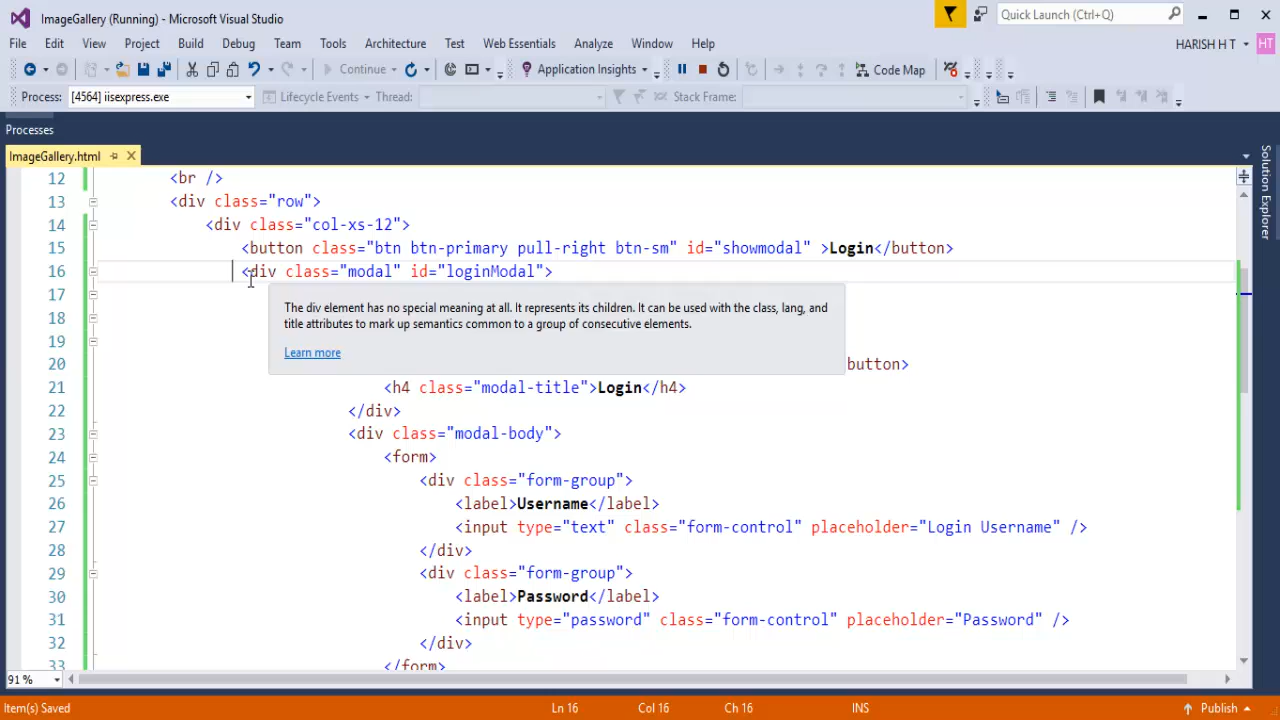 ImageGallery (Running) - Microsoft Visual Studio
Quick Launch (Ctrl+Q)
File Edit View Project Build Debug Team Tools Architecture Test Web Essentials Analyze Window Help
HARISH H T HT
Continue Application Insights Code Map
Process: [4564] iisexpress.exe Lifecycle Events Thread: Stack Frame:
Processes
ImageGallery.html
Solution Explorer
12 <br />
13 <div class="row">
14 <div class="col-xs-12">
15 <button class="btn btn-primary pull-right btn-sm" id="showmodal" >Login</button>
16 <div class="modal" id="loginModal">
17
The div element has no special meaning at all. It represents its children. It can be used with the class, lang, and
18
title attributes to mark up semantics common to a group of consecutive elements.
19
Learn more
20 button>
21 <h4 class="modal-title">Login</h4>
22 </div>
23 <div class="modal-body">
24 <form>
25 <div class="form-group">
26 <label>Username</label>
27 <input type="text" class="form-control" placeholder="Login Username" />
28 </div>
29 <div class="form-group">
30 <label>Password</label>
31 <input type="password" class="form-control" placeholder="Password" />
32 </div>
33 </form>
91 %
Item(s) Saved Ln 16 Col 16 Ch 16 INS Publish